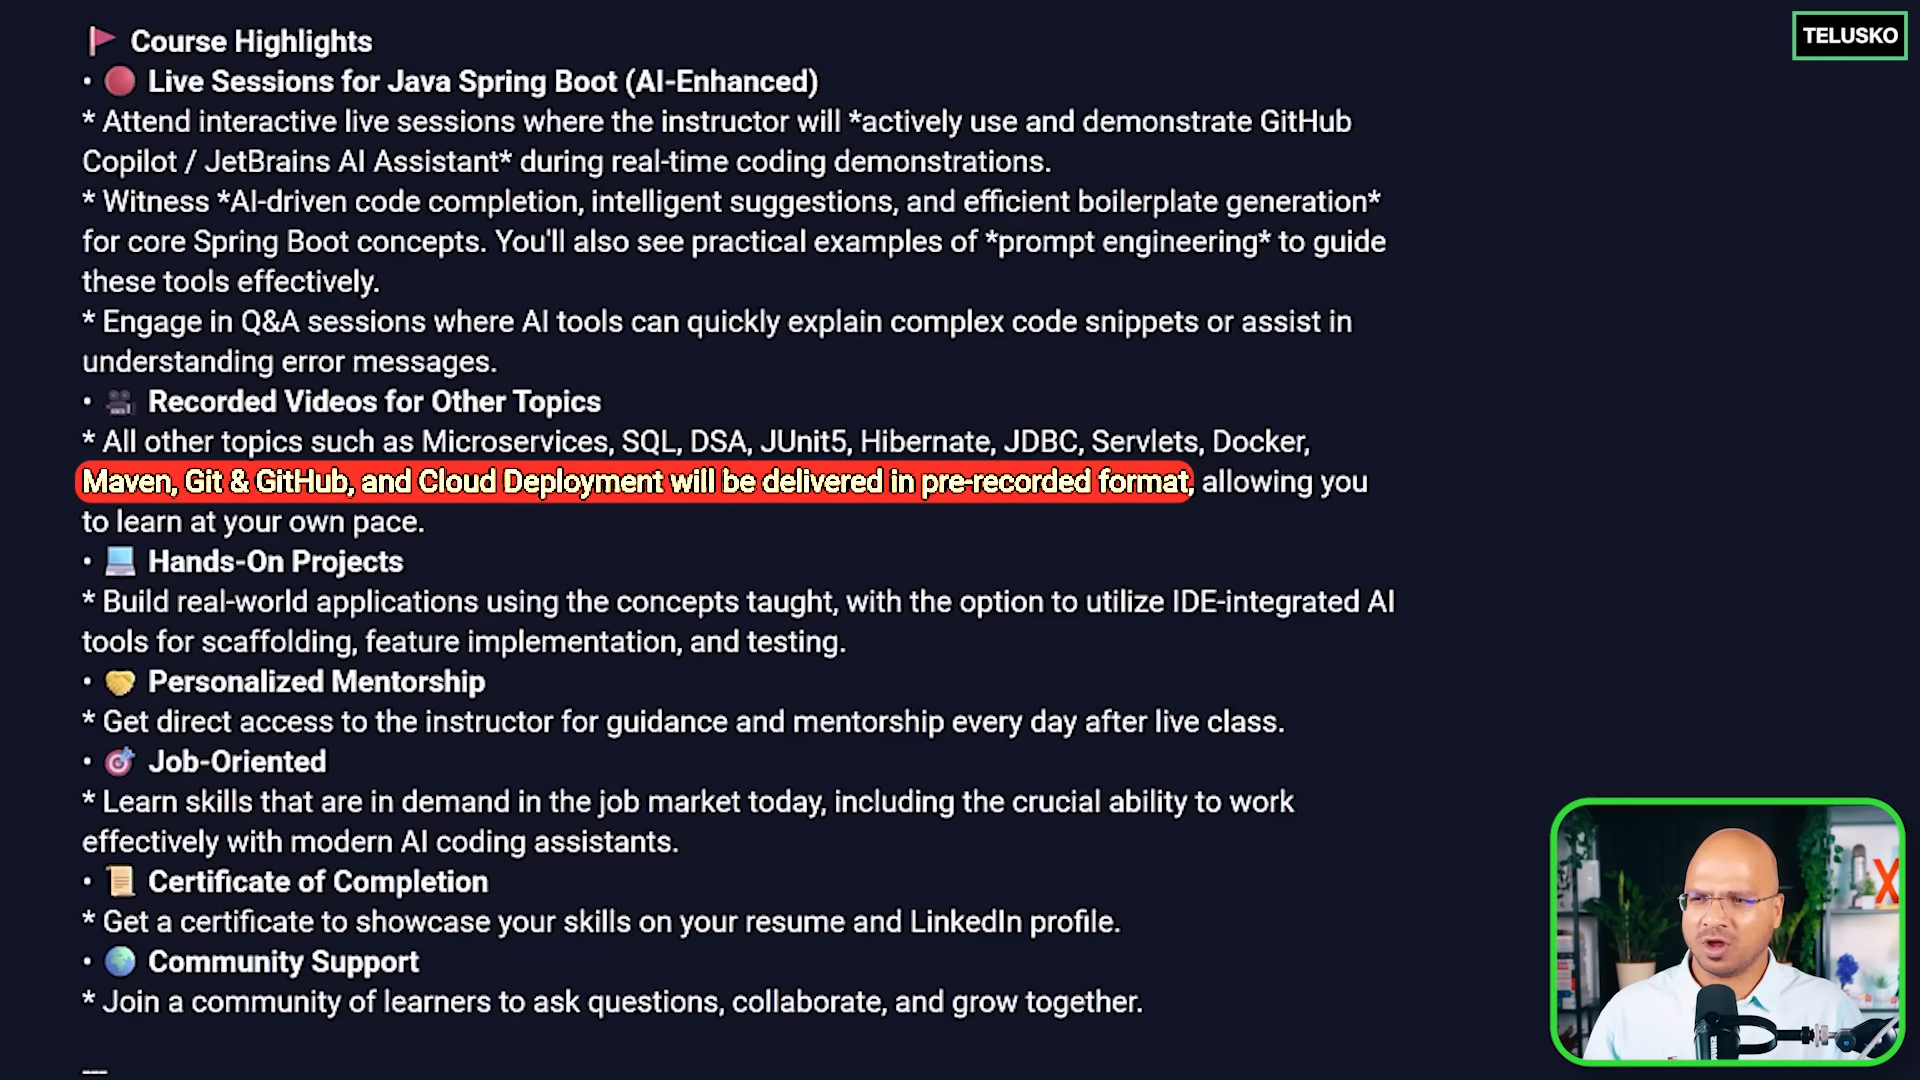 Course Highlights
TELUSKO
• Live Sessions for Java Spring Boot (AI-Enhanced)
* Attend interactive live sessions where the instructor will *actively use and demonstrate GitHub
Copilot / JetBrains AI Assistant* during real-time coding demonstrations.
* Witness *AI-driven code completion, intelligent suggestions, and efficient boilerplate generation*
for core Spring Boot concepts. You'll also see practical examples of *prompt engineering* to guide
these tools effectively.
* Engage in Q&A sessions where AI tools can quickly explain complex code snippets or assist in
understanding error messages.
• Recorded Videos for Other Topics
* All other topics such as Microservices, SQL, DSA, JUnit5, Hibernate, JDBC, Servlets, Docker,
Maven, Git & GitHub, and Cloud Deployment will be delivered in pre-recorded format, allowing you
to learn at your own pace.
• Hands-On Projects
* Build real-world applications using the concepts taught, with the option to utilize IDE-integrated AI
tools for scaffolding, feature implementation, and testing.
• Personalized Mentorship
* Get direct access to the instructor for guidance and mentorship every day after live class.
• Job-Oriented
* Learn skills that are in demand in the job market today, including the crucial ability to work
effectively with modern AI coding assistants.
• Certificate of Completion
* Get a certificate to showcase your skills on your resume and LinkedIn profile.
• Community Support
* Join a community of learners to ask questions, collaborate, and grow together.
---